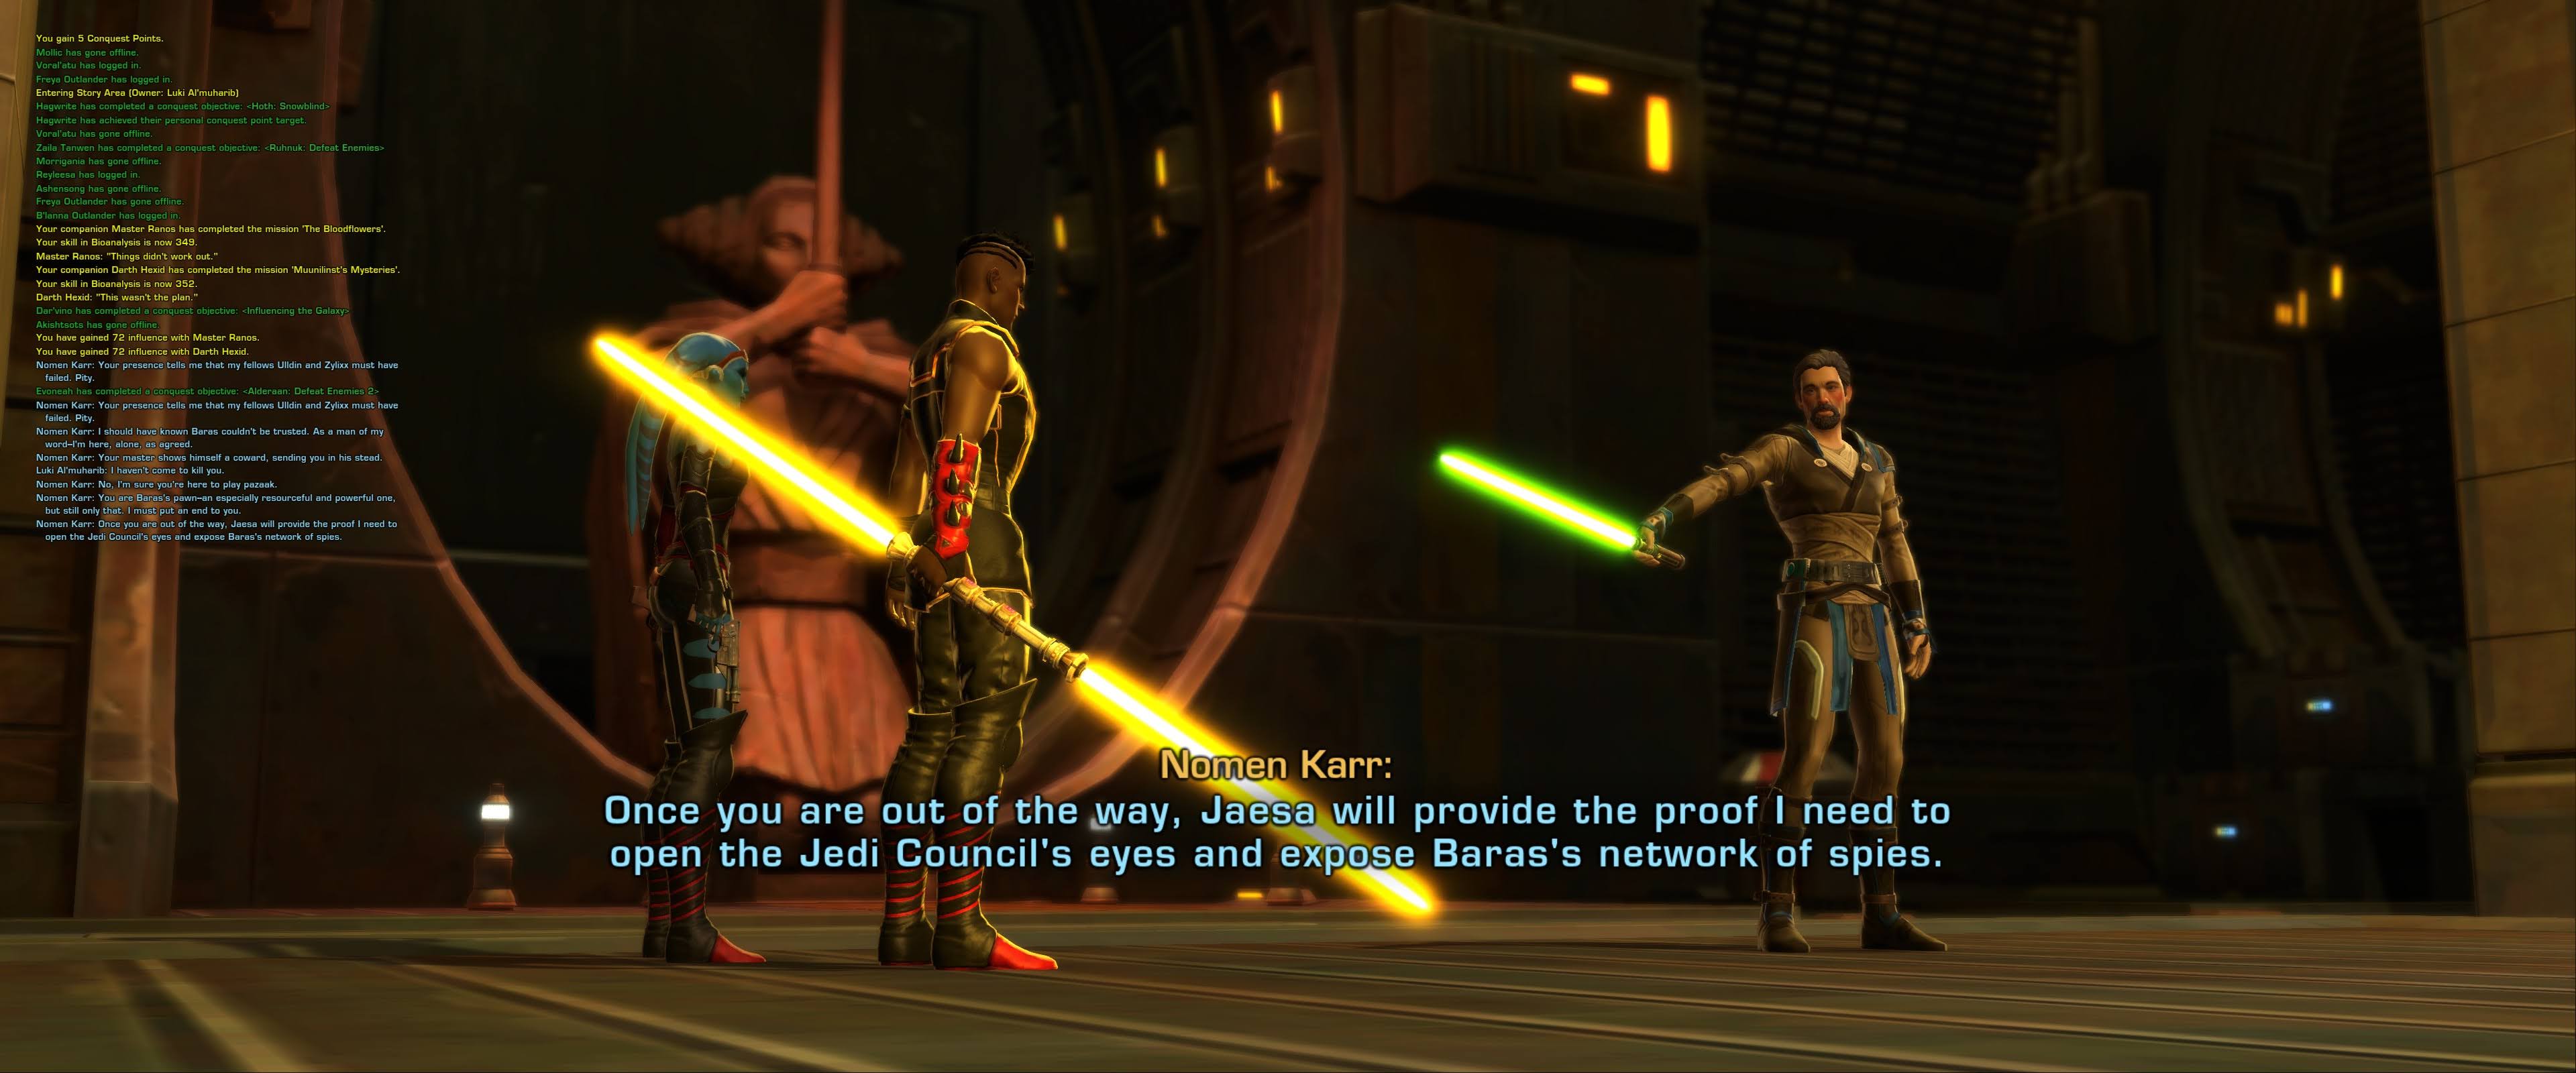 You gain 5 Conquest Points.
Mollic has gone offline.
Voral'atu has logged in.
Freya Outlander has logged in.
Entering Story Area (Owner: Luki Al'muharib)
Hagwrite has completed a conquest objective: <Hoth: Snowblind>
Hagwrite has achieved their personal conquest point target.
Voral'atu has gone offline.
Zaila Tanwen has completed a conquest objective: <Ruhnuk: Defeat Enemies>
Morrigania has gone offline.
Reyleesa has logged in.
Ashensong has gone offline.
Freya Outlander has gone offline.
B'lanna Outlander has logged in.
Your companion Master Ranos has completed the mission 'The Bloodflowers'.
Your skill in Bioanalysis is now 349.
Master Ranos: "Things didn't work out."
Your companion Darth Hexid has completed the mission 'Muunilinst's Mysteries'.
Your skill in Bioanalysis is now 352.
Darth Hexid: "This wasn't the plan."
Dar'vino has completed a conquest objective: <Influencing the Galaxy>
Akishtsots has gone offline.
You have gained 72 influence with Master Ranos.
You have gained 72 influence with Darth Hexid.
Nomen Karr: Your presence tells me that my fellows Ulldin and Zylixx must have
failed. Pity.
Evoneah has completed a conquest objective: <Alderaan: Defeat Enemies 2>
Nomen Karr: Your presence tells me that my fellows Ulldin and Zylixx must have
failed. Pity.
Nomen Karr: I should have known Baras couldn't be trusted. As a man of my
word–I'm here, alone, as agreed.
Nomen Karr: Your master shows himself a coward, sending you in his stead.
Luki Al'muharib: I haven't come to kill you.
Nomen Karr: No, I'm sure you're here to play pazaak.
Nomen Karr: You are Baras's pawn–an especially resourceful and powerful one,
but still only that. I must put an end to you.
Nomen Karr: Once you are out of the way, Jaesa will provide the proof I need to
open the Jedi Council's eyes and expose Baras's network of spies.
Nomen Karr:
Once you are out of the way, Jaesa will provide the proof I need to
open the Jedi Council's eyes and expose Baras's network of spies.